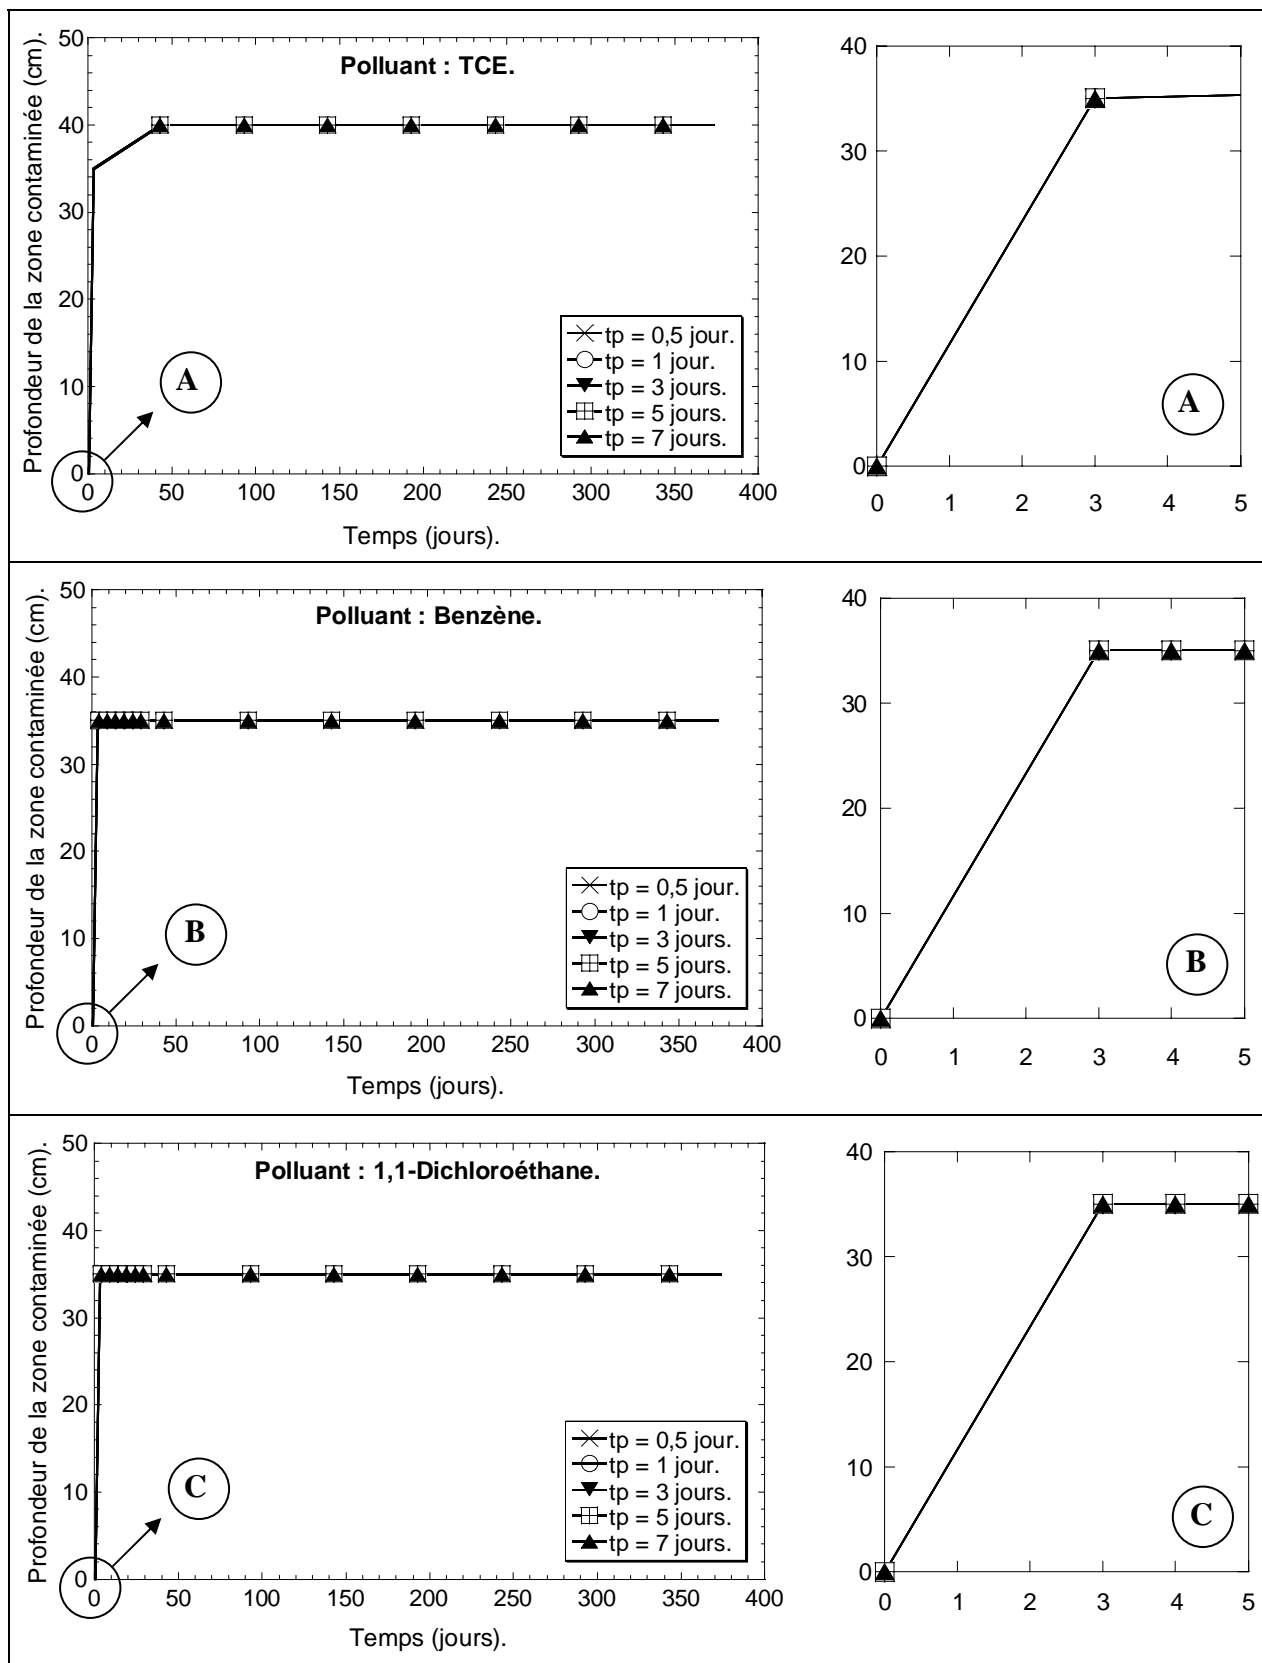 Profondeur de la zone contaminée (cm).
50
40
30
20
10
0
Polluant : TCE.
A
tp = 0,5 jour.
tp = 1 jour.
tp = 3 jours.
tp = 5 jours.
tp = 7 jours.
0 50 100 150 200 250 300 350 400
Temps (jours).
40
30
20
10
0
A
0 1 2 3 4 5
Profondeur de la zone contaminée (cm).
50
40
30
20
10
0
Polluant : Benzène.
B
tp = 0,5 jour.
tp = 1 jour.
tp = 3 jours.
tp = 5 jours.
tp = 7 jours.
0 50 100 150 200 250 300 350 400
Temps (jours).
40
30
20
10
0
B
0 1 2 3 4 5
Profondeur de la zone contaminée (cm).
50
40
30
20
10
0
Polluant : 1,1-Dichloroéthane.
C
tp = 0,5 jour.
tp = 1 jour.
tp = 3 jours.
tp = 5 jours.
tp = 7 jours.
0 50 100 150 200 250 300 350 400
Temps (jours).
40
30
20
10
0
C
0 1 2 3 4 5